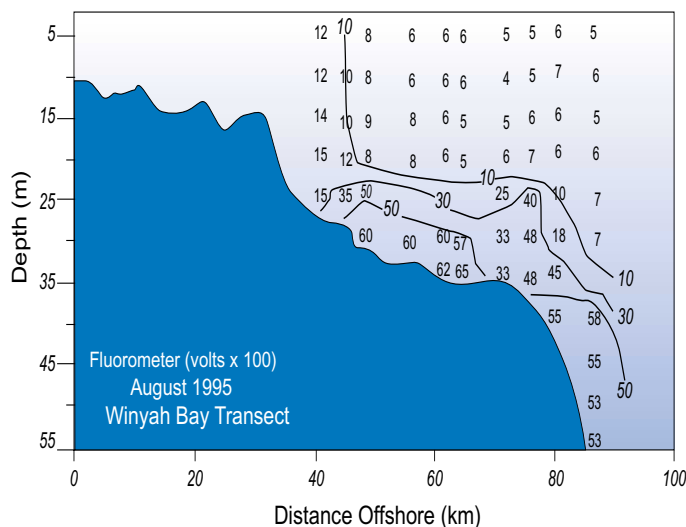 5
12 10 8 6 6 6 5 5 6 5
12 10 8 6 6 6 4 5 7 6
15
14 10 9 8 6 5 5 6 6 5
15 12 8 8 6 5 6 7 6 6
10
25
15 35 50 30 25 40 10 7
50
60 60 60 57 33 48 18 7
35
62 65 33 48 45 10
55 58 30
45
Fluorometer (volts x 100)
August 1995
Winyah Bay Transect
55 50
53
55
53
Depth (m)
0 20 40 60 80 100
Distance Offshore (km)